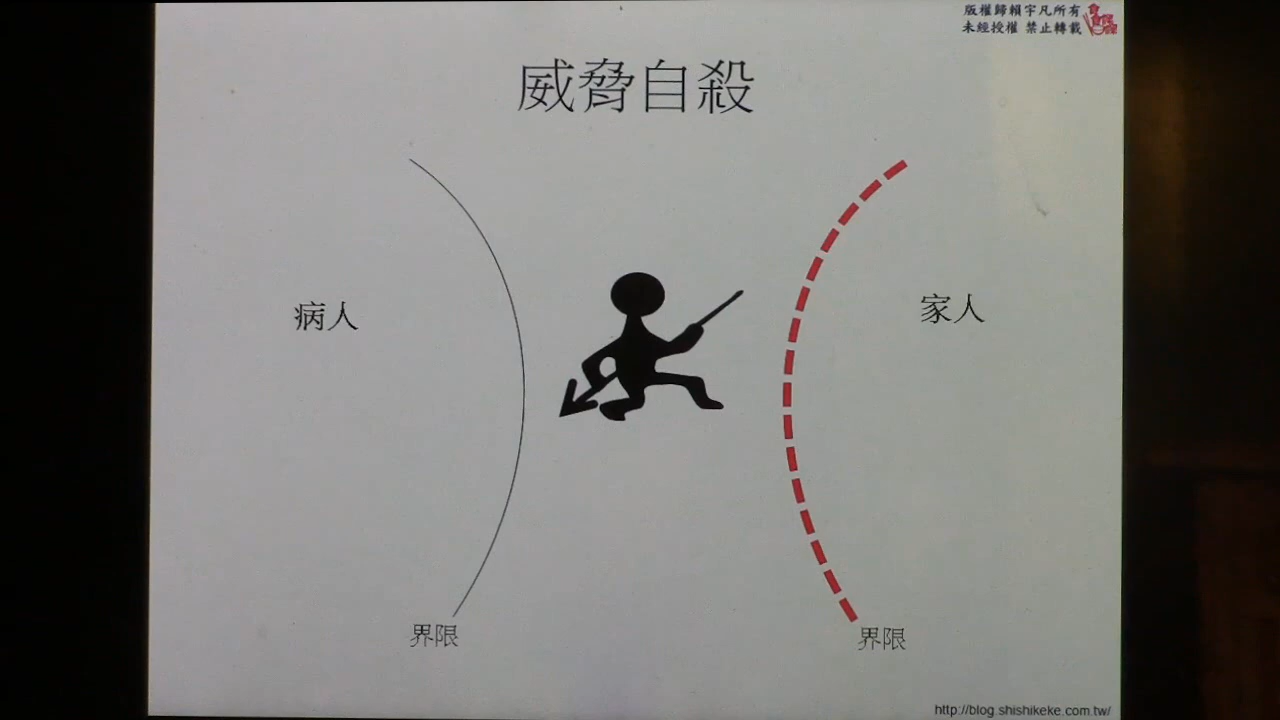 版權歸賴宇凡所有
未經授權 禁止轉載
威脅自殺
病人
家人
界限
界限
http://blog.shishikeke.com.tw/